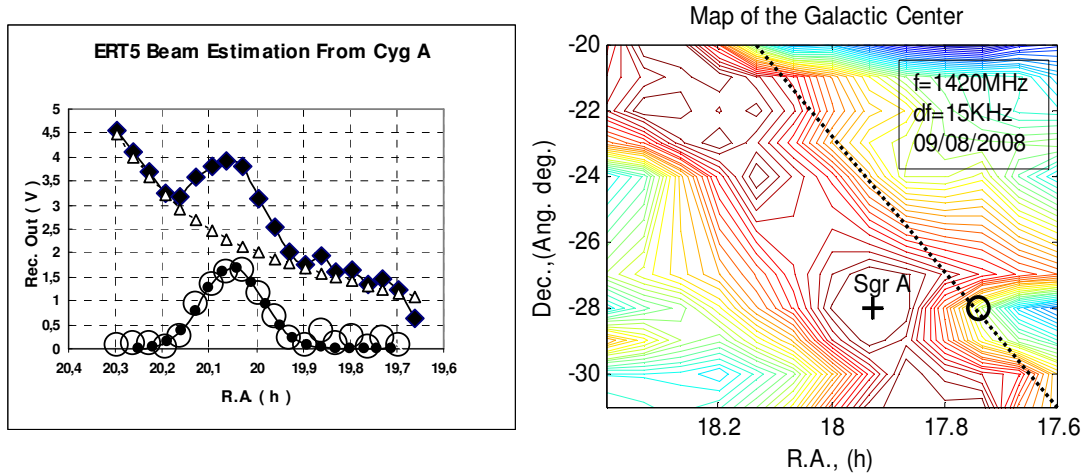 ERT5 Beam Estimation From Cyg A
Rec. Out ( V )
5
4,5
4
3,5
3
2,5
2
1,5
1
0,5
0
20,4 20,3 20,2 20,1 20 19,9 19,8 19,7 19,6
R.A. ( h )
Map of the Galactic Center
Dec.,(Ang. deg.)
-20
-22
-24
-26
-28
-30
f=1420MHz
df=15KHz
09/08/2008
Sgr A
18.2 18 17.8 17.6
R.A., (h)